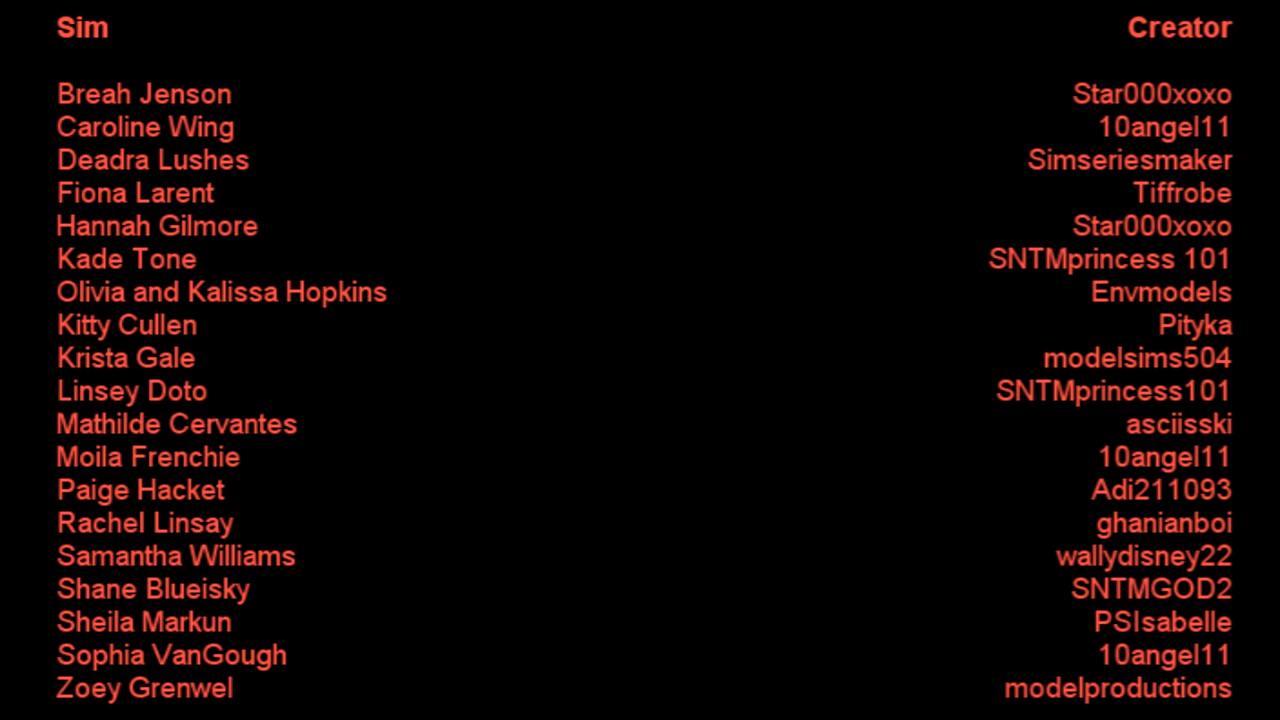 Sim Creator
Breah Jenson Star000xoxo
Caroline Wing 10angel11
Deadra Lushes Simseriesmaker
Fiona Larent Tiffrobe
Hannah Gilmore Star000xoxo
Kade Tone SNTMprincess 101
Olivia and Kalissa Hopkins Envmodels
Kitty Cullen Pityka
Krista Gale modelsims504
Linsey Doto SNTMprincess101
Mathilde Cervantes asciisski
Moila Frenchie 10angel11
Paige Hacket Adi211093
Rachel Linsay ghanianboi
Samantha Williams wallydisney22
Shane Blueisky SNTMGOD2
Sheila Markun PSIsabelle
Sophia VanGough 10angel11
Zoey Grenwel modelproductions